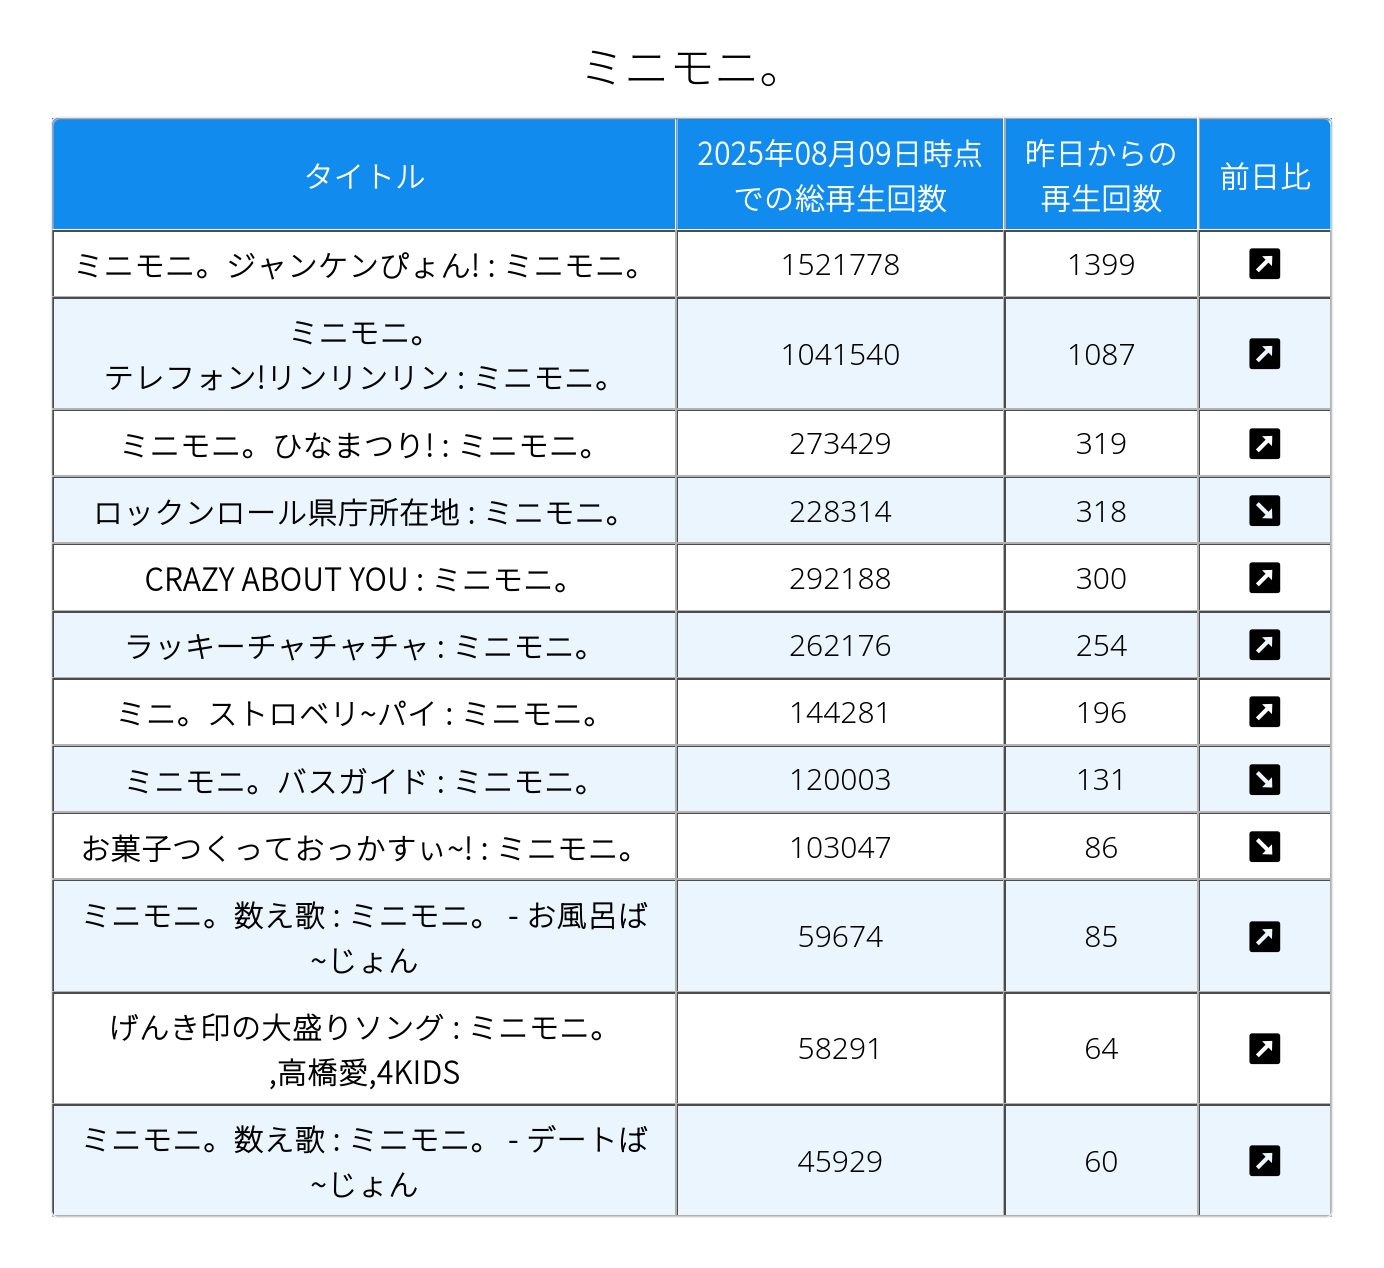 ミニモニ。
タイトル
2025年08月09日時点
での総再生回数
昨日からの
再生回数
前日比
ミニモニ。ジャンケンぴょん! : ミニモニ。
1521778
1399
ミニモニ。
テレフォン!リンリンリン : ミニモニ。
1041540
1087
ミニモニ。ひなまつり! : ミニモニ。
273429
319
ロックンロール県庁所在地 : ミニモニ。
228314
318
CRAZY ABOUT YOU : ミニモニ。
292188
300
ラッキーチャチャチャ : ミニモニ。
262176
254
ミニ。ストロベリ~パイ : ミニモニ。
144281
196
ミニモニ。バスガイド : ミニモニ。
120003
131
お菓子つくっておっかすぃ~! : ミニモニ。
103047
86
ミニモニ。数え歌 : ミニモニ。 - お風呂ば
~じょん
59674
85
げんき印の大盛りソング : ミニモニ。
,高橋愛,4KIDS
58291
64
ミニモニ。数え歌 : ミニモニ。 - デートば
~じょん
45929
60